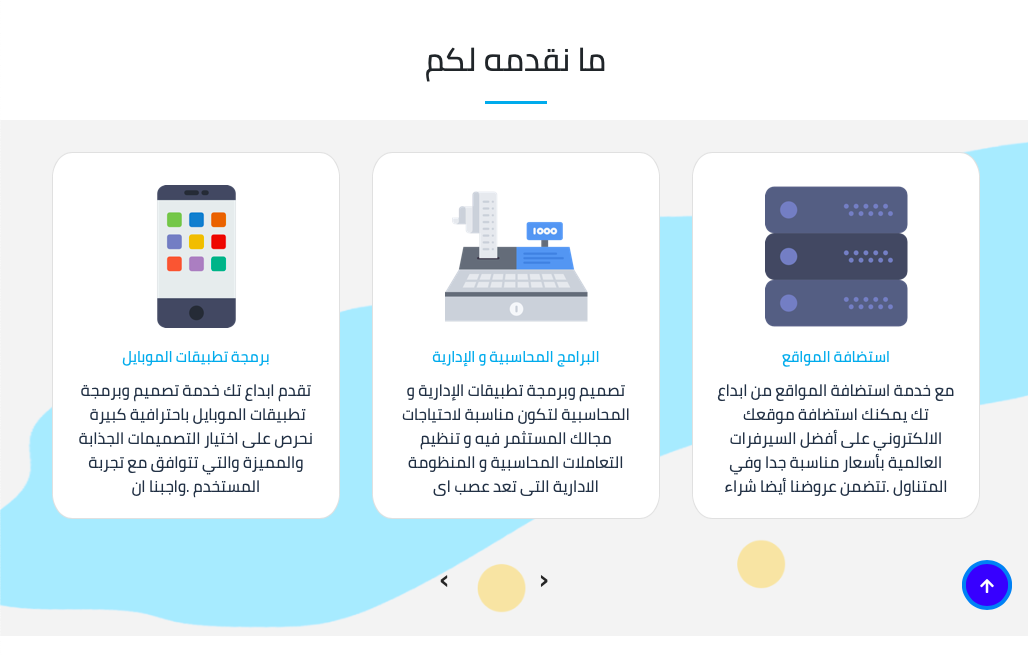 ما نقدمه لكم
استضافة المواقع
مع خدمة استضافة المواقع من ابداع
تك يمكنك استضافة موقعك
الالكتروني على أفضل السيرفرات
العالمية بأسعار مناسبة جدا وفي
المتناول .تتضمن عروضنا أيضا شراء
1000
البرامج المحاسبية و الإدارية
تصميم وبرمجة تطبيقات الإدارية و
المحاسبية لتكون مناسبة لاحتياجات
مجالك المستثمر فيه و تنظيم
التعاملات المحاسبية و المنظومة
الادارية التى تعد عصب اى
برمجة تطبيقات الموبايل
تقدم ابداع تك خدمة تصميم وبرمجة
تطبيقات الموبايل باحترافية كبيرة
نحرص على اختيار التصميمات الجذابة
والمميزة والتي تتوافق مع تجربة
المستخدم .واجبنا ان